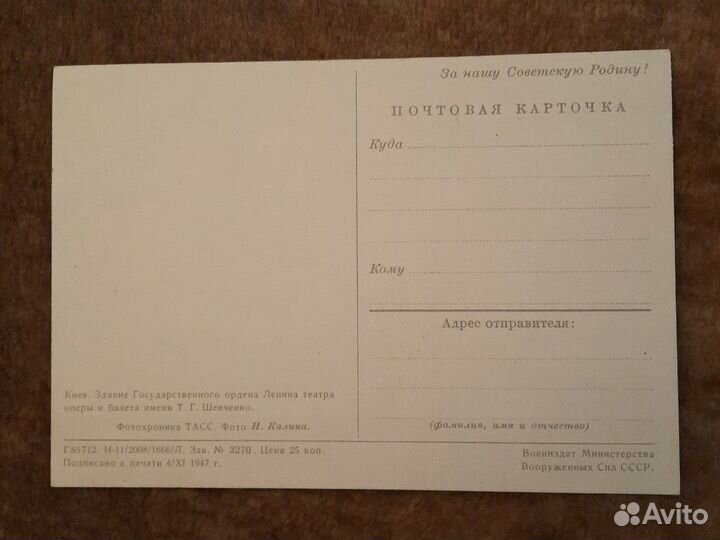 За нашу Советскую Родину!
ПОЧТОВАЯ КАРТОЧКА
Куда
Кому
Адрес отправителя:
(фамилия, имя и отчество)
Киев. Здание Государственного ордена Ленина театра
оперы и балета имени Т. Г. Шевченко.
Фотохроника ТАСС. Фото Н. Калика.
Г85712. 14-11/2008/1666/Л. Зак. № 3270. Цена 25 коп.
Подписано к печати 4/XI 1947 г.
Воениздат Министерства
Вооруженных Сил СССР.
Avito